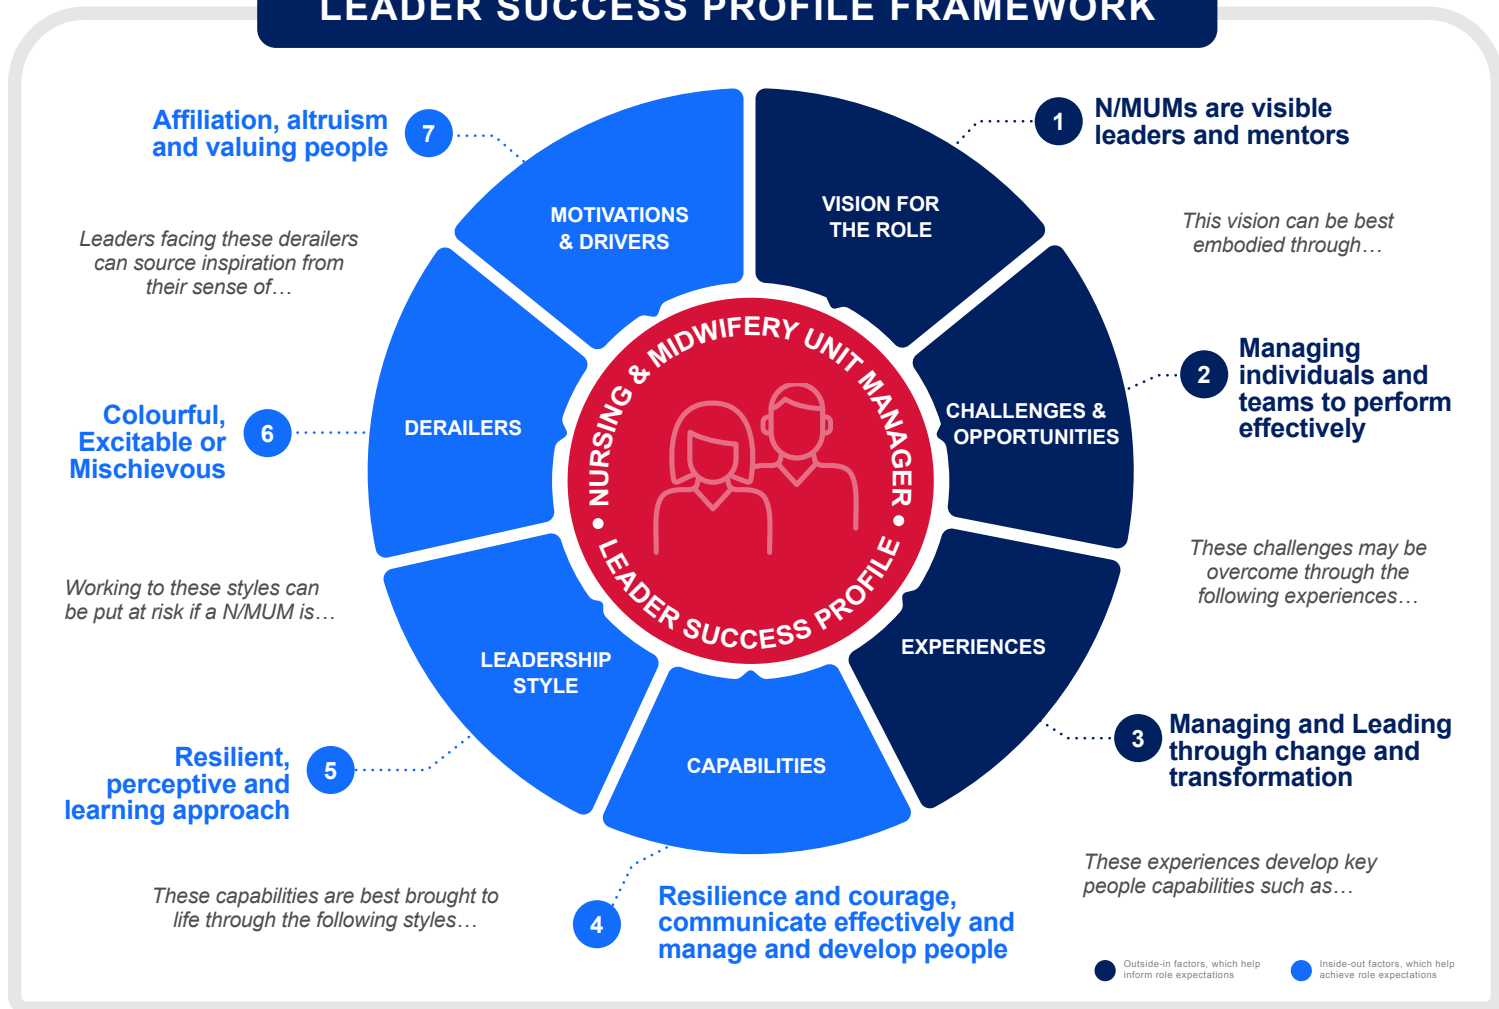 LEADER SUCCESS PROFILE FRAMEWORK
1
N/MUMs are visible
leaders and mentors
VISION FOR
THE ROLE
This vision can be best
embodied through…
2
Managing
individuals and
teams to perform
effectively
CHALLENGES &
OPPORTUNITIES
These challenges may be
overcome through the
following experiences…
3
Managing and Leading
through change and
transformation
EXPERIENCES
These experiences develop key
people capabilities such as…
4
Resilience and courage,
communicate effectively and
manage and develop people
CAPABILITIES
These capabilities are best brought to
life through the following styles…
5
Resilient,
perceptive and
learning approach
LEADERSHIP
STYLE
Working to these styles can
be put at risk if a N/MUM is…
6
Colourful,
Excitable or
Mischievous
DERAILERS
Leaders facing these derailers
can source inspiration from
their sense of…
7
Affiliation, altruism
and valuing people
MOTIVATIONS
& DRIVERS
• NURSING & MIDWIFERY UNIT MANAGER •
LEADER SUCCESS PROFILE
Outside-in factors, which help
inform role expectations
Inside-out factors, which help
achieve role expectations